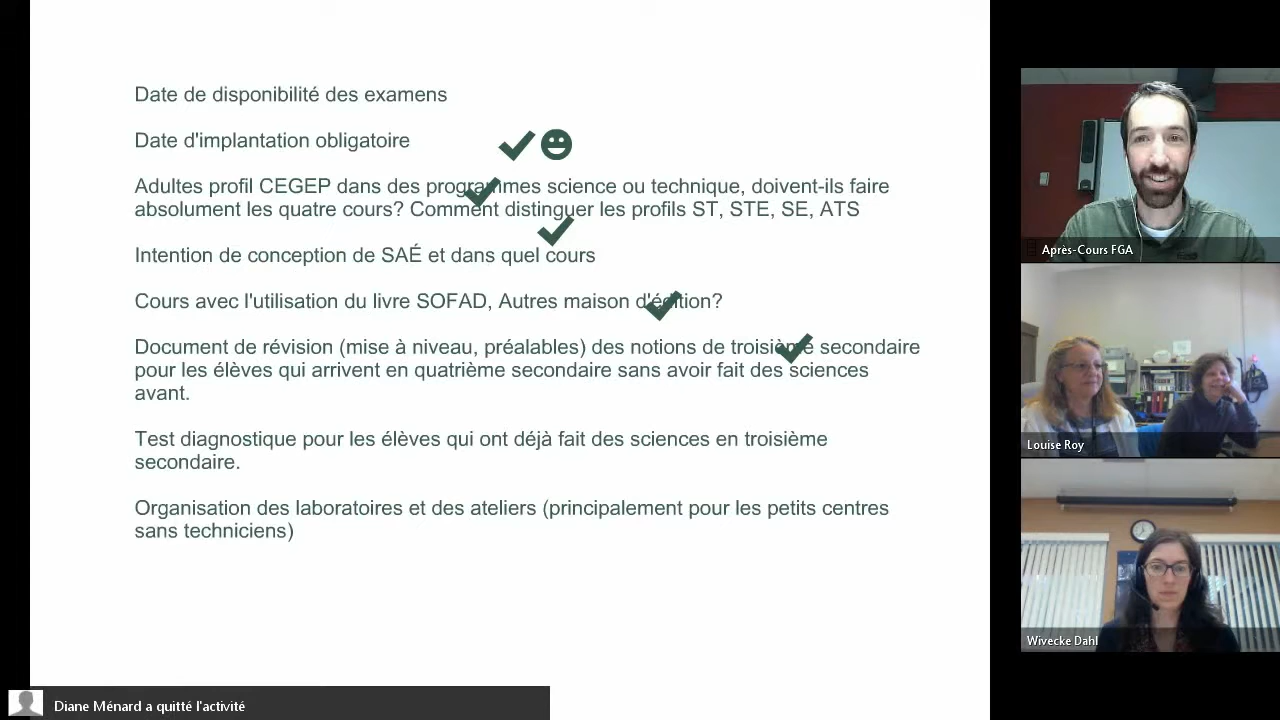 Date de disponibilité des examens
Date d'implantation obligatoire
Adultes profil CEGEP dans des programmes science ou technique, doivent-ils faire
absolument les quatre cours? Comment distinguer les profils ST, STE, SE, ATS
Intention de conception de SAÉ et dans quel cours
Cours avec l'utilisation du livre SOFAD, Autres maison d'édition?
Document de révision (mise à niveau, préalables) des notions de troisième secondaire
pour les élèves qui arrivent en quatrième secondaire sans avoir fait des sciences
avant.
Test diagnostique pour les élèves qui ont déjà fait des sciences en troisième
secondaire.
Organisation des laboratoires et des ateliers (principalement pour les petits centres
sans techniciens)
Après-Cours FGA
Louise Roy
Wivecke Dahl
Diane Ménard a quitté l'activité